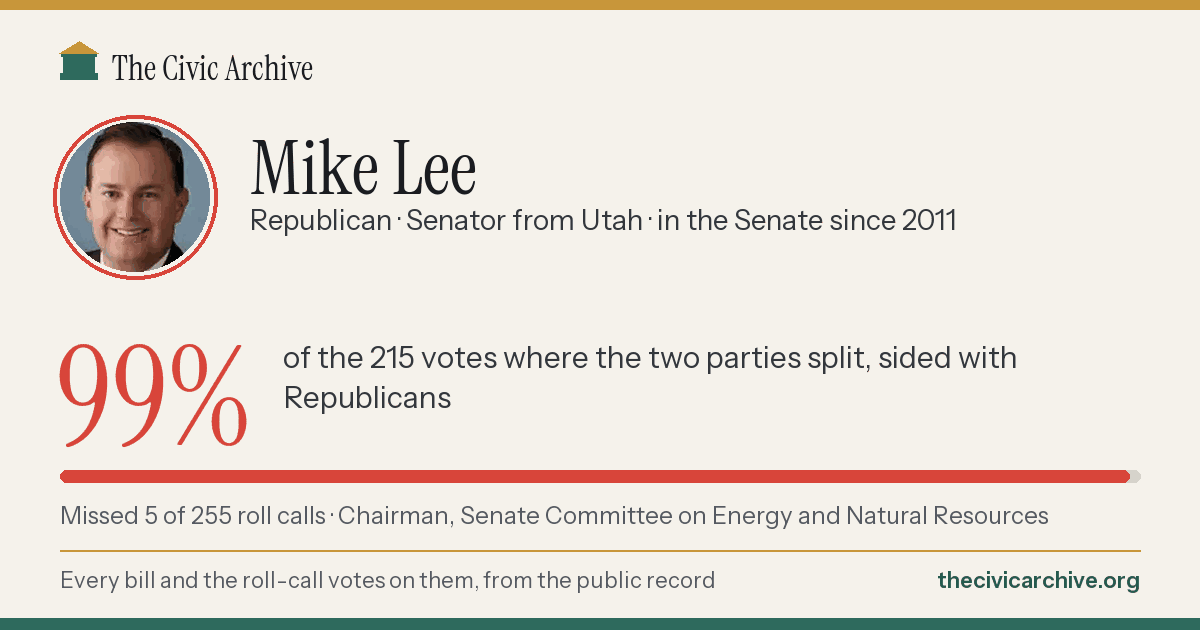 The Civic Archive
Mike Lee
Republican · Senator from Utah · in the Senate since 2011
99%
of the 215 votes where the two parties split, sided with
Republicans
Missed 5 of 255 roll calls · Chairman, Senate Committee on Energy and Natural Resources
Every bill and the roll-call votes on them, from the public record
thecivicarchive.org